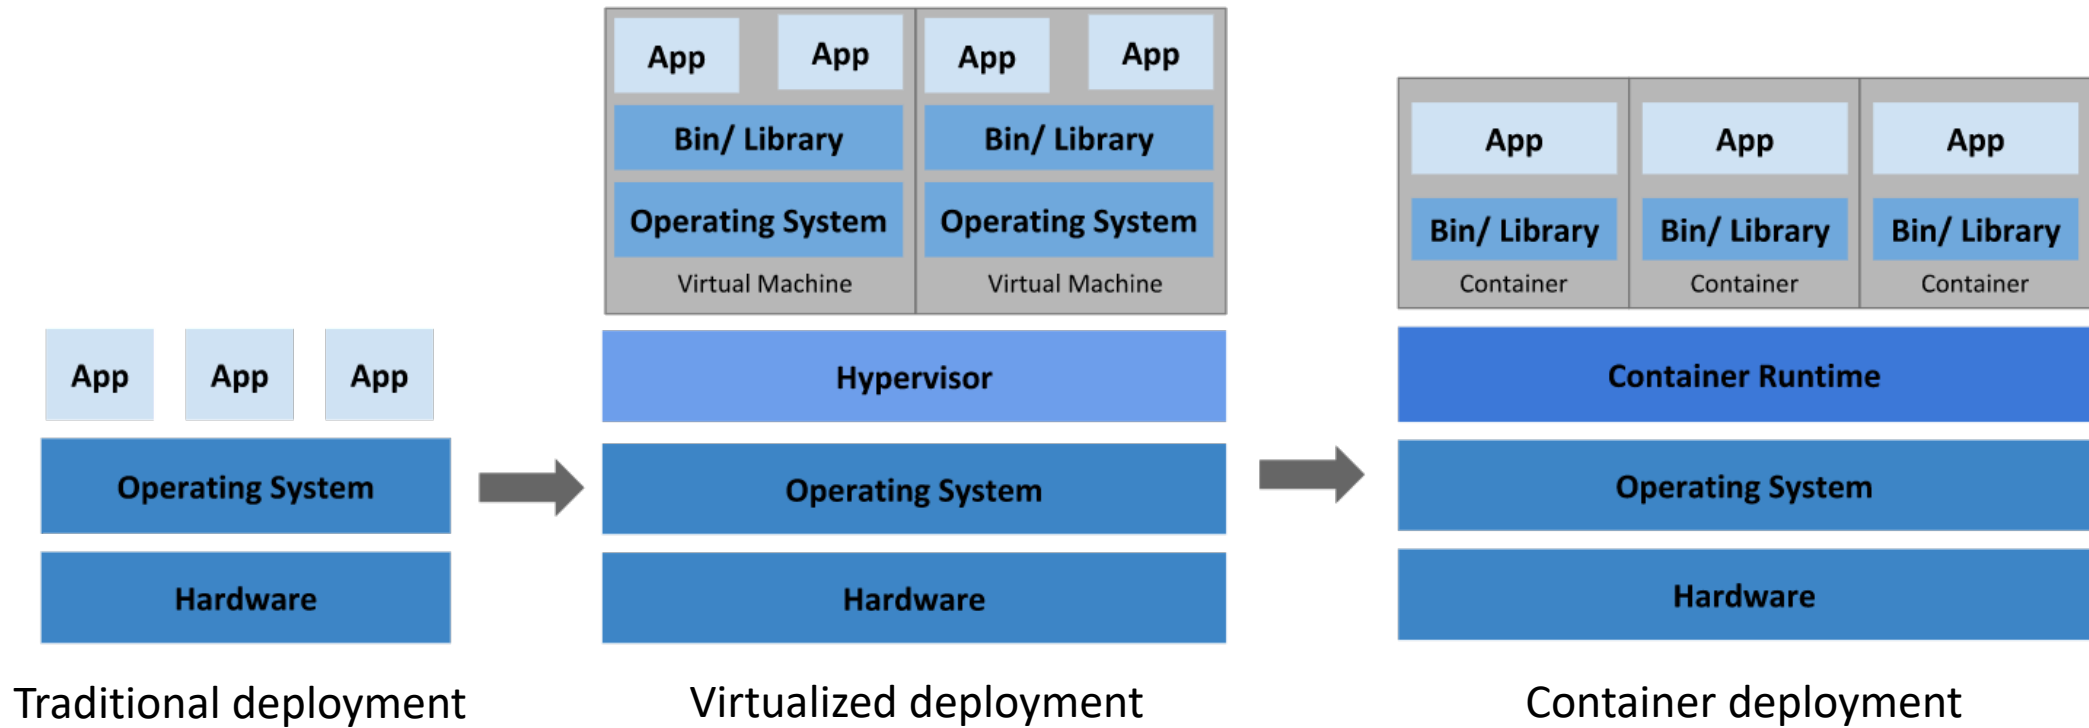 App App App
Operating System
Hardware
Traditional deployment
App App App App
Bin/ Library Bin/ Library
Operating System Operating System
Virtual Machine Virtual Machine
Hypervisor
Operating System
Hardware
Virtualized deployment
App App App
Bin/ Library Bin/ Library Bin/ Library
Container Container Container
Container Runtime
Operating System
Hardware
Container deployment